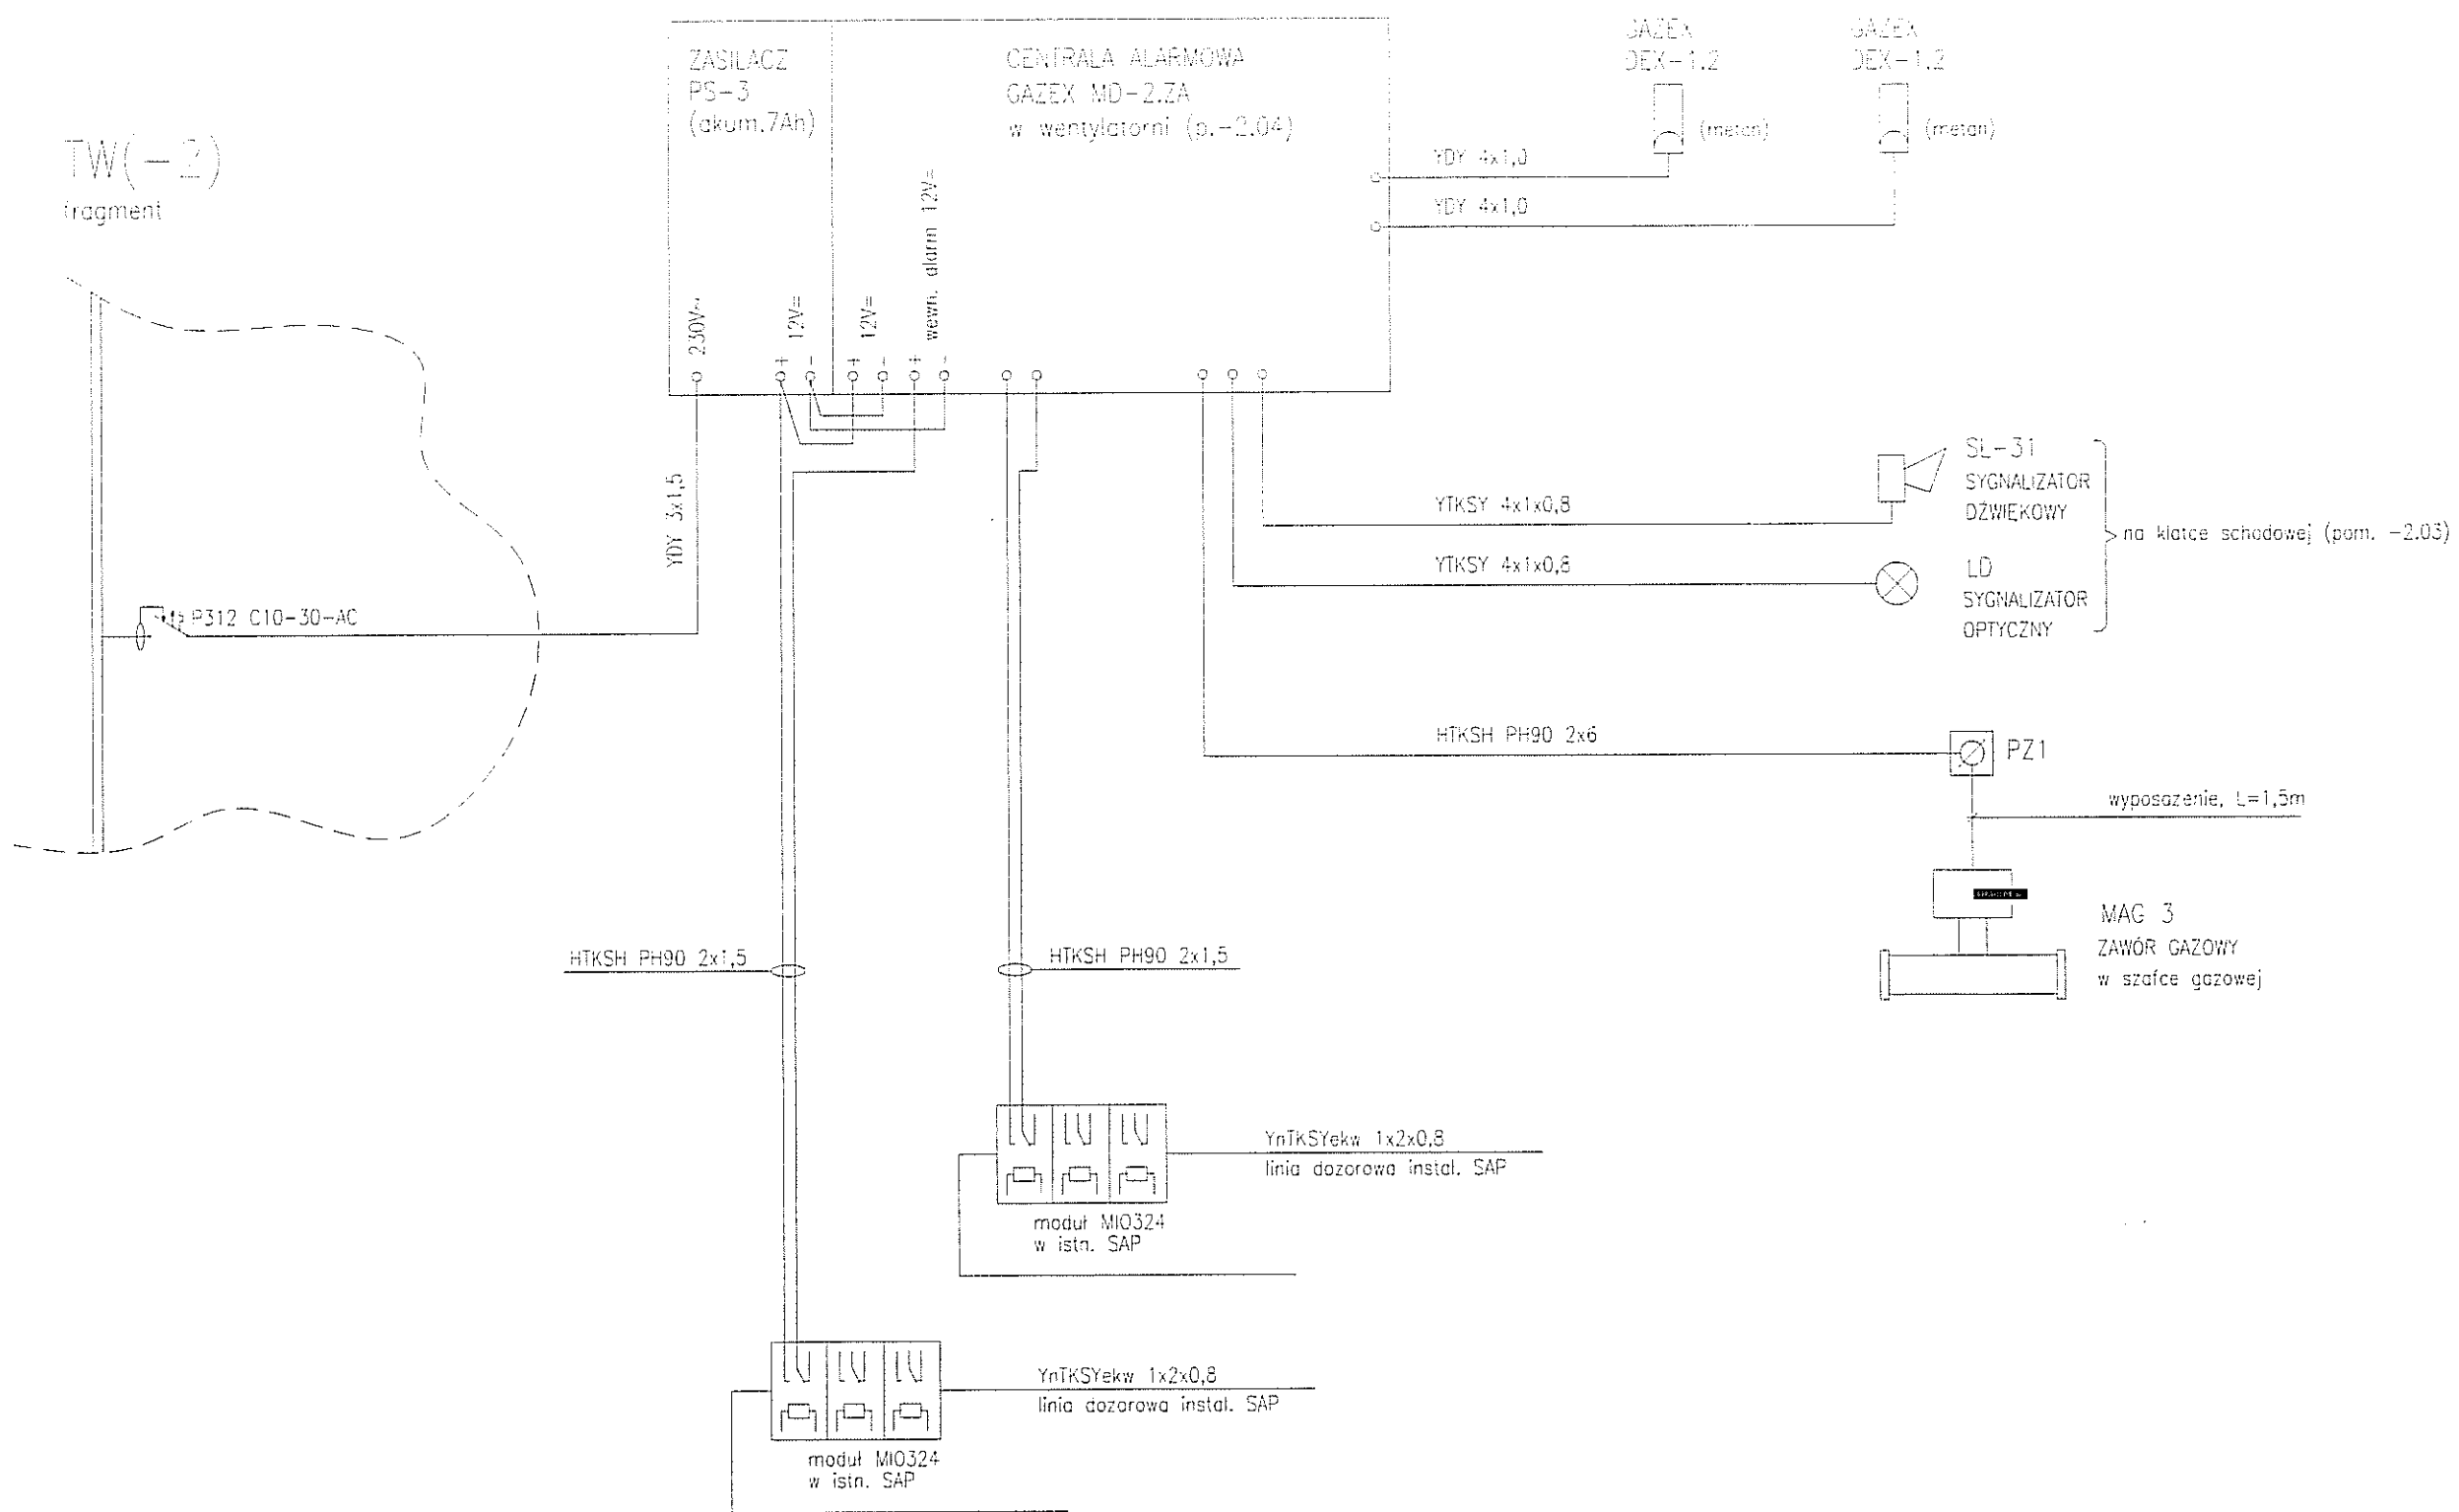 ZASILACZ
PS-3
(akum.7Ah)
CENTRALA ALARMOWA
GAZEX MD-2.ZA
w wentylatorni (p.-2.04)
GAZEX
DEX-1.2
(metan)
GAZEX
DEX-1.2
(metan)
TW(-2)
fragment
YDY 4x1,0
YDY 4x1,0
230V~
12V=
12V=
wewn. alarm 12V=
+
-
+
-
+
-
YDY 3x1,5
P312 C10-30-AC
YTKSY 4x1x0,8
SL-31
SYGNALIZATOR
DŹWIĘKOWY
na klatce schodowej (pom. -2.03)
YTKSY 4x1x0,8
LD
SYGNALIZATOR
OPTYCZNY
HTKSH PH90 2x6
PZ1
wyposażenie, L=1,5m
MAG 3
ZAWÓR GAZOWY
w szafce gazowej
HTKSH PH90 2x1,5
HTKSH PH90 2x1,5
YnTKSYekw 1x2x0,8
linia dozorowa instal. SAP
moduł MIO324
w istn. SAP
YnTKSYekw 1x2x0,8
linia dozorowa instal. SAP
moduł MIO324
w istn. SAP